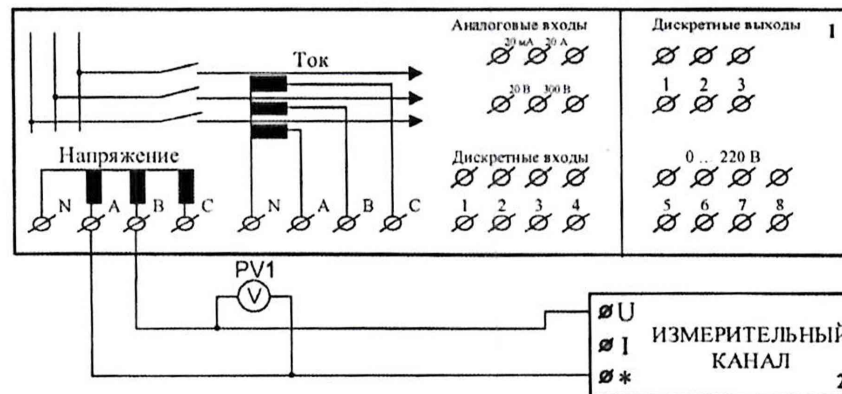 Аналоговые входы
Дискретные выходы
1
20 мА 20 А
Ток
1 2 3
20 В 300 В
Напряжение
Дискретные входы
0 ... 220 В
N A B C
N A B C
1 2 3 4
5 6 7 8
PV1
V
U
I
*
ИЗМЕРИТЕЛЬНЫЙ
КАНАЛ
2